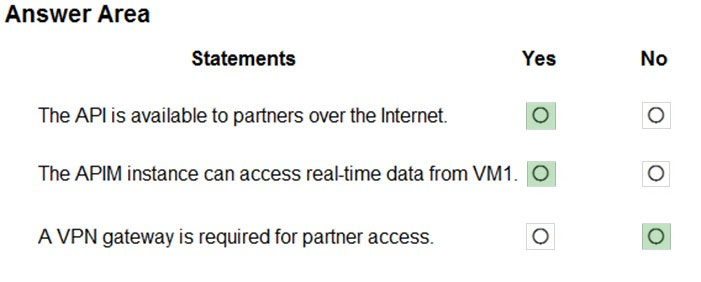 Answer Area
Statements Yes No
The API is available to partners over the Internet.
The APIM instance can access real-time data from VM1.
A VPN gateway is required for partner access.